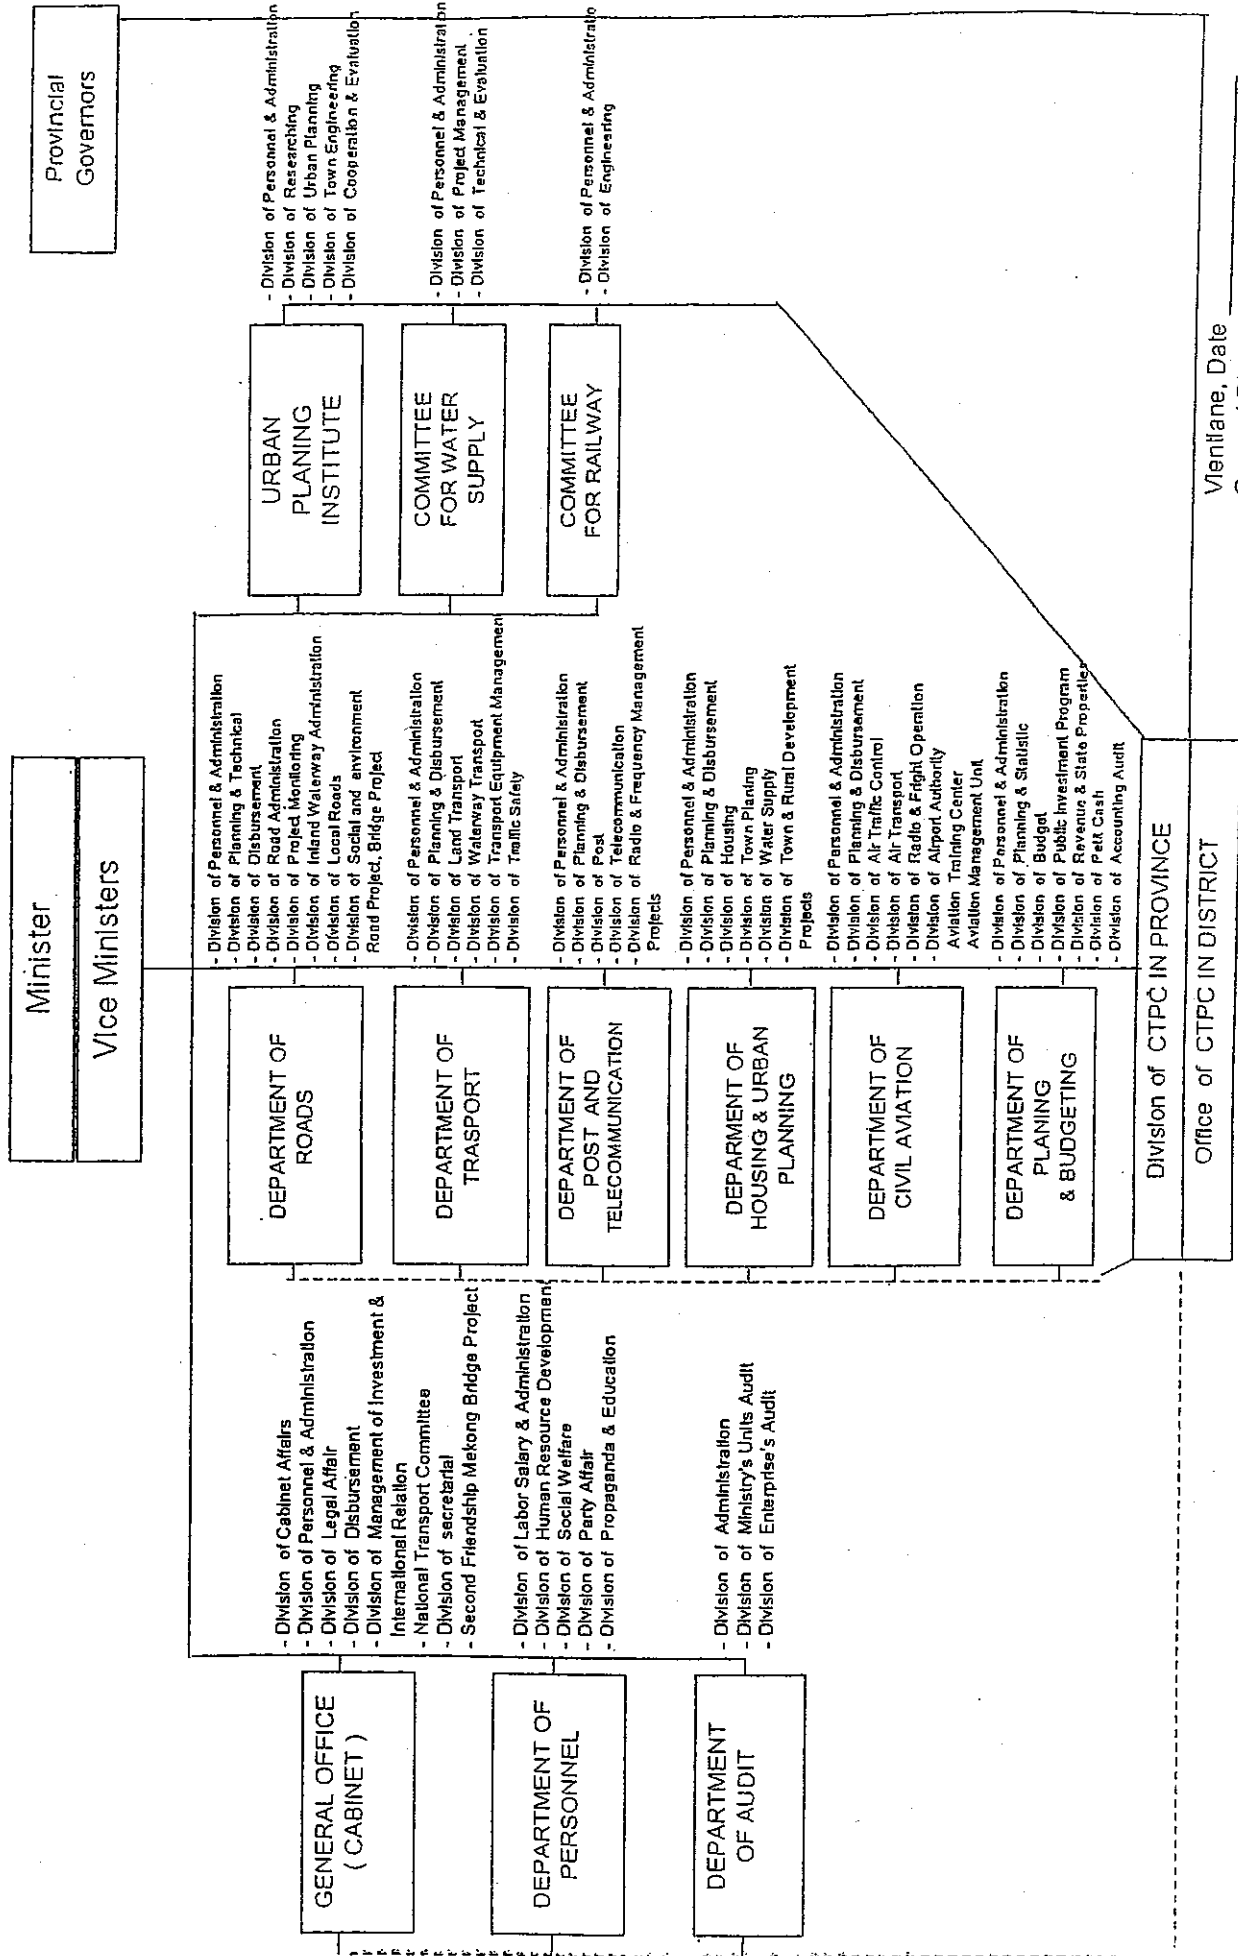 Minister
Vice Ministers
Provincial
Governors
GENERAL OFFICE
( CABINET )
- Division of Cabinet Affairs
- Division of Personnel & Administration
- Division of Legal Affair
- Division of Disbursement
- Division of Management of Investment &
International Relation
- National Transport Committee
- Division of secretarial
- Second Friendship Mekong Bridge Project
DEPARTMENT OF
PERSONNEL
- Division of Labor Salary & Administration
- Division of Human Resource Development
- Division of Social Welfare
- Division of Party Affair
- Division of Propaganda & Education
DEPARTMENT
OF AUDIT
- Division of Administration
- Division of Ministry's Units Audit
- Division of Enterprise's Audit
DEPARTMENT OF
ROADS
- Division of Personnel & Administration
- Division of Planning & Technical
- Division of Disbursement
- Division of Road Administration
- Division of Project Monitoring
- Division of Inland Waterway Administration
- Division of Local Roads
- Division of Social and environment
Road Project, Bridge Project
DEPARTMENT OF
TRASPORT
- Division of Personnel & Administration
- Division of Planning & Disbursement
- Division of Land Transport
- Division of Waterway Transport
- Division of Transport Equipment Management
- Division of Traffic Safety
DEPARTMENT OF
POST AND
TELECOMMUNICATION
- Division of Personnel & Administration
- Division of Planning & Disbursement
- Division of Post
- Division of Telecommunication
- Division of Radio & Frequency Management
Projects
DEPARMENT OF
HOUSING & URBAN
PLANNING
- Division of Personnel & Administration
- Division of Planning & Disbursement
- Division of Housing
- Division of Town Planing
- Division of Water Supply
- Division of Town & Rural Development
Projects
DEPARTMENT OF
CIVIL AVIATION
- Division of Personnel & Administration
- Division of Planning & Disbursement
- Division of Air Traffic Control
- Division of Air Transport
- Division of Radio & Fright Operation
- Division of Airport Authority
Aviation Training Center
Aviation Management Unit
DEPARTMENT OF
PLANING
& BUDGETING
- Division of Personnel & Administration
- Division of Planning & Statistic
- Division of Budget
- Division of Public Investment Program
- Division of Revenue & State Properties
- Division of Cash
- Division of Accounting Audit
URBAN
PLANING
INSTITUTE
- Division of Personnal & Administration
- Division of Researching
- Division of Urban Planning
- Division of Town Engineering
- Division of Cooperation & Evaluation
COMMITTEE
FOR WATER
SUPPLY
- Division of Personnel & Administration
- Division of Project Management
- Division of Technical & Evaluation
COMMITTEE
FOR RAILWAY
- Division of Personnel & Administratio
- Division of Engineering
Division of CTPC IN PROVINCE
Office of CTPC IN DISTRICT
Vientiane, Date